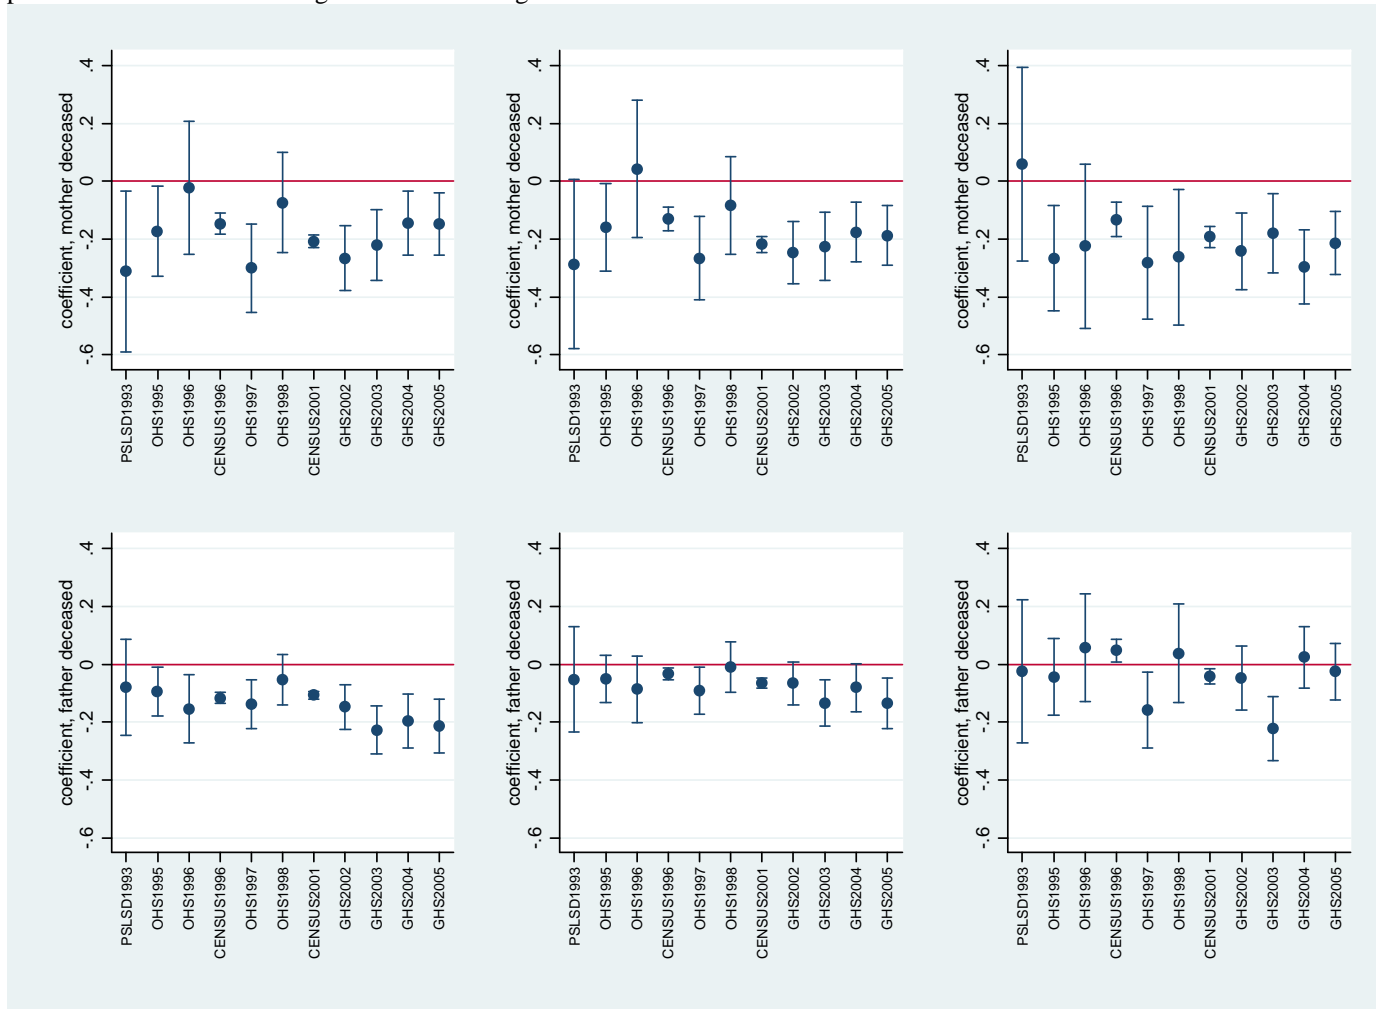 coefficient, mother deceased
.4
.2
0
-.2
-.4
-.6
PSLSD1993
OHS1995
OHS1996
CENSUS1996
OHS1997
OHS1998
CENSUS2001
GHS2002
GHS2003
GHS2004
GHS2005
coefficient, mother deceased
.4
.2
0
-.2
-.4
-.6
PSLSD1993
OHS1995
OHS1996
CENSUS1996
OHS1997
OHS1998
CENSUS2001
GHS2002
GHS2003
GHS2004
GHS2005
coefficient, mother deceased
.4
.2
0
-.2
-.4
-.6
PSLSD1993
OHS1995
OHS1996
CENSUS1996
OHS1997
OHS1998
CENSUS2001
GHS2002
GHS2003
GHS2004
GHS2005
coefficient, father deceased
.4
.2
0
-.2
-.4
-.6
PSLSD1993
OHS1995
OHS1996
CENSUS1996
OHS1997
OHS1998
CENSUS2001
GHS2002
GHS2003
GHS2004
GHS2005
coefficient, father deceased
.4
.2
0
-.2
-.4
-.6
PSLSD1993
OHS1995
OHS1996
CENSUS1996
OHS1997
OHS1998
CENSUS2001
GHS2002
GHS2003
GHS2004
GHS2005
coefficient, father deceased
.4
.2
0
-.2
-.4
-.6
PSLSD1993
OHS1995
OHS1996
CENSUS1996
OHS1997
OHS1998
CENSUS2001
GHS2002
GHS2003
GHS2004
GHS2005